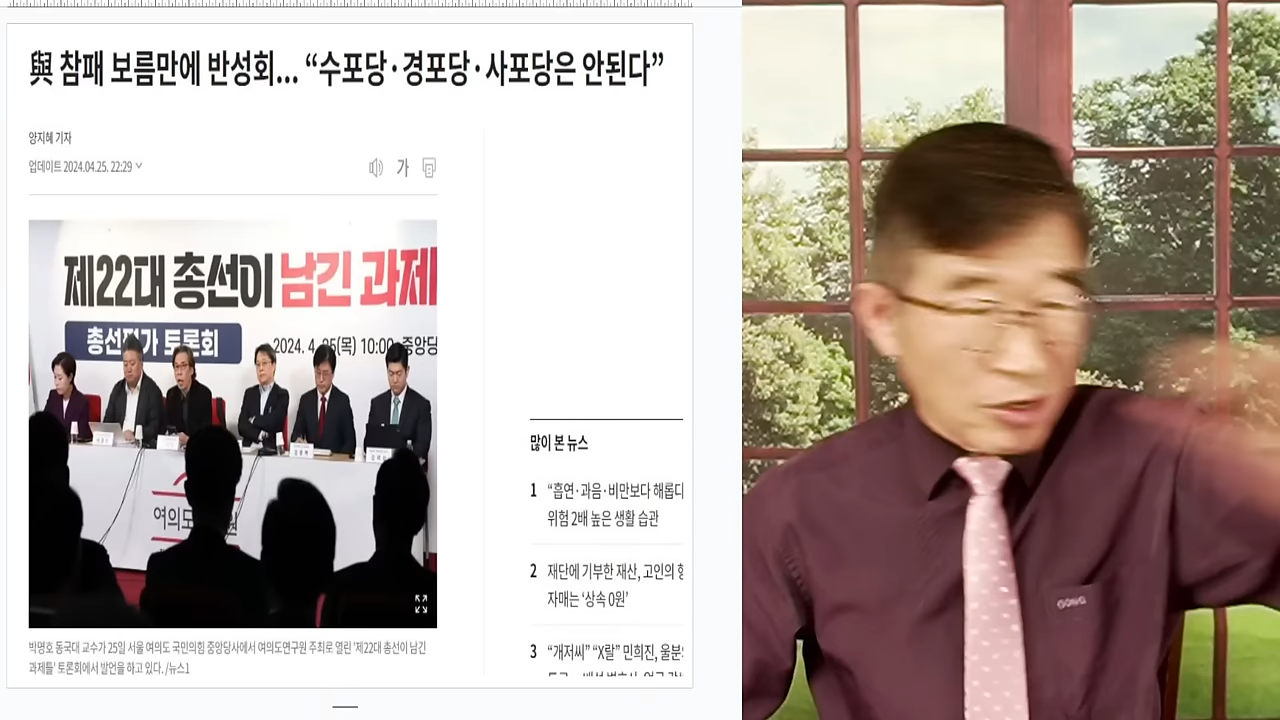 與 참패 보름만에 반성회... “수포당·경포당·사포당은 안된다”
양지혜 기자
업데이트 2024.04.25. 22:29
가
제22대 총선이 남긴 과제
총선평가 토론회
2024. 4. 25(목) 10:00 중앙당
여의도
원
박명호 동국대 교수가 25일 서울 여의도 국민의힘 중앙당사에서 여의도연구원 주최로 열린 '제22대 총선이 남긴
과제들' 토론회에서 발언을 하고 있다. /뉴스1
많이 본 뉴스
1 “흡연·과음·비만보다 해롭다
위험 2배 높은 생활 습관
2 재단에 기부한 재산, 고인의 형
자매는 ‘상속 0원’
3 “개저씨” “X랄” 민희진, 울분